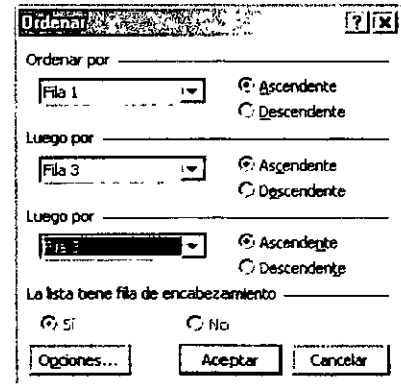 Ordenar
Ordenar por
Fila 1
Ascendente
Descendente
Luego por
Fila 3
Ascendente
Descendente
Luego por
Ascendente
Descendente
La lista tiene fila de encabezamiento
Sí No
Opciones... Aceptar Cancelar